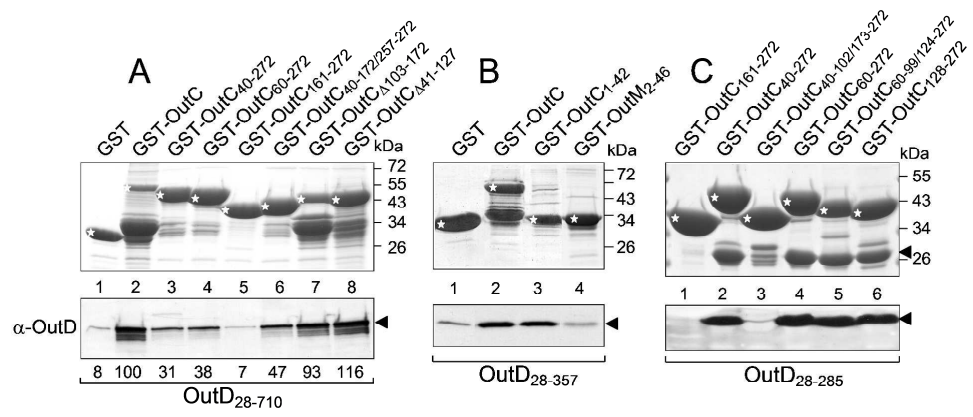 A
GST
GST-OutC
GST-OutC40-272
GST-OutC60-272
GST-OutC161-272
GST-OutC40-172/257-272
GST-OutCΔ103-172
GST-OutCΔ41-127
kDa
72
55
43
34
26
1 2 3 4 5 6 7 8
α-OutD
8 100 31 38 7 47 93 116
OutD28-710
B
GST
GST-OutC
GST-OutC1-42
GST-OutM2-46
kDa
72
55
43
34
26
1 2 3 4
OutD28-357
C
GST-OutC161-272
GST-OutC40-272
GST-OutC40-102/173-272
GST-OutC60-272
GST-OutC60-99/124-272
GST-OutC128-272
kDa
55
43
34
26
1 2 3 4 5 6
OutD28-285